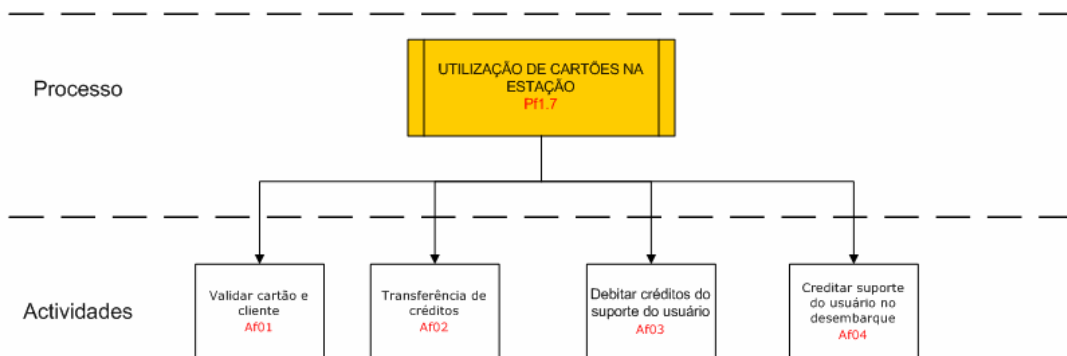 Processo
UTILIZAÇÃO DE CARTÕES NA
ESTAÇÃO
Pf1.7
Actividades
Validar cartão e
cliente
Af01
Transferência de
créditos
Af02
Debitar créditos do
suporte do usuário
Af03
Creditar suporte
do usuário no
desembarque
Af04